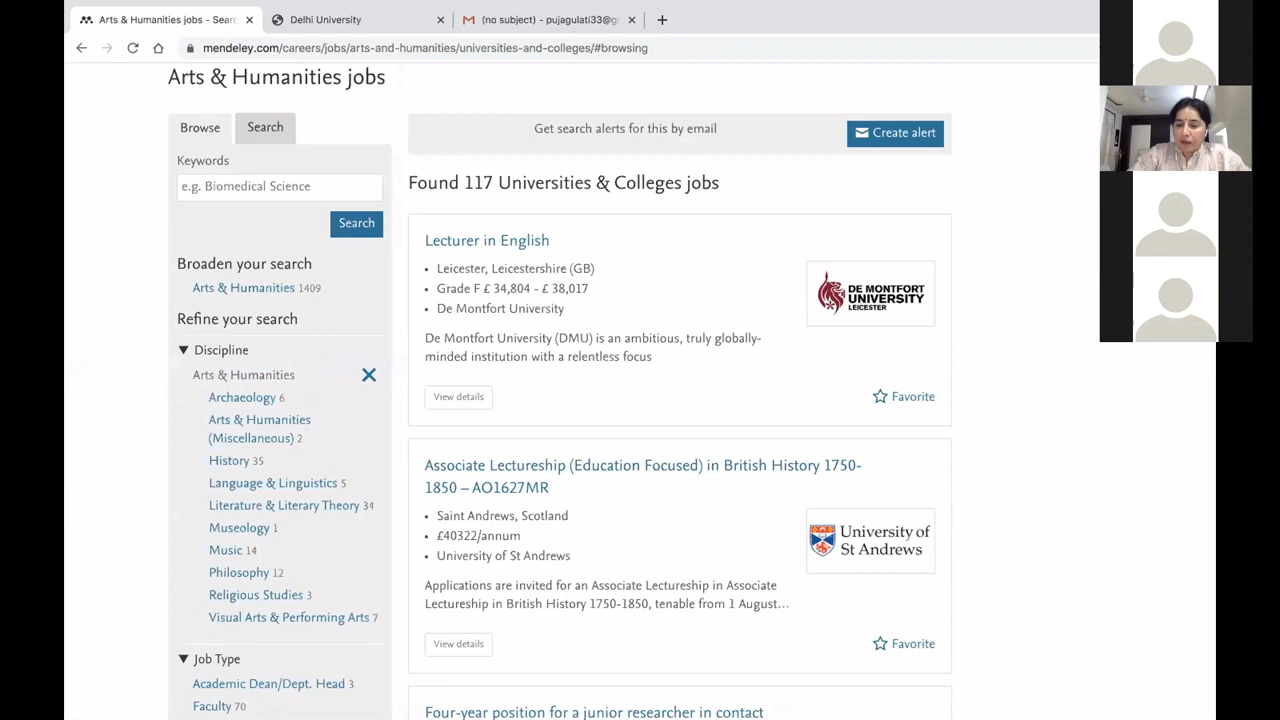 Arts & Humanities jobs - Sear
Delhi University
(no subject) - pujagulati33@g
mendeley.com/careers/jobs/arts-and-humanities/universities-and-colleges/#browsing
Arts & Humanities jobs
Browse
Search
Keywords
e.g. Biomedical Science
Search
Broaden your search
Arts & Humanities 1409
Refine your search
Discipline
Arts & Humanities
Archaeology 6
Arts & Humanities
(Miscellaneous) 2
History 35
Language & Linguistics 5
Literature & Literary Theory 34
Museology 1
Music 14
Philosophy 12
Religious Studies 3
Visual Arts & Performing Arts 7
Job Type
Academic Dean/Dept. Head 3
Faculty 70
Get search alerts for this by email
Create alert
Found 117 Universities & Colleges jobs
Lecturer in English
Leicester, Leicestershire (GB)
Grade F £ 34,804 - £ 38,017
De Montfort University
De Montfort University (DMU) is an ambitious, truly globally-
minded institution with a relentless focus
DE MONTFORT
UNIVERSITY
LEICESTER
View details
Favorite
Associate Lectureship (Education Focused) in British History 1750-
1850 – AO1627MR
Saint Andrews, Scotland
£40322/annum
University of St Andrews
Applications are invited for an Associate Lectureship in Associate
Lectureship in British History 1750-1850, tenable from 1 August...
University of
St Andrews
View details
Favorite
Four-year position for a junior researcher in contact